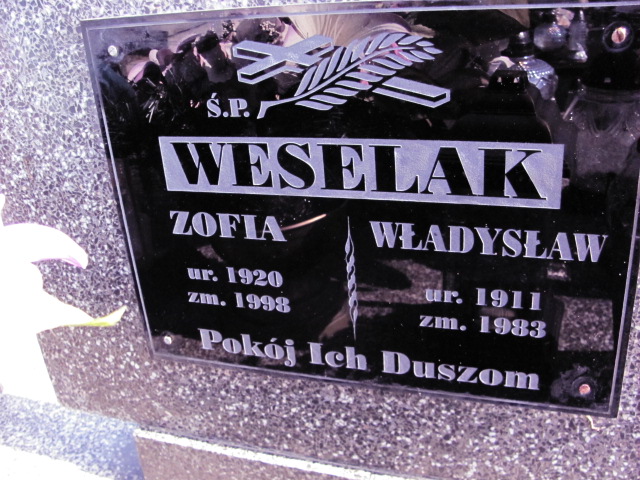 Ś.P.
WESELAK
ZOFIA
ur. 1920
zm. 1998
WŁADYSŁAW
ur. 1911
zm. 1983
Pokój Ich Duszom